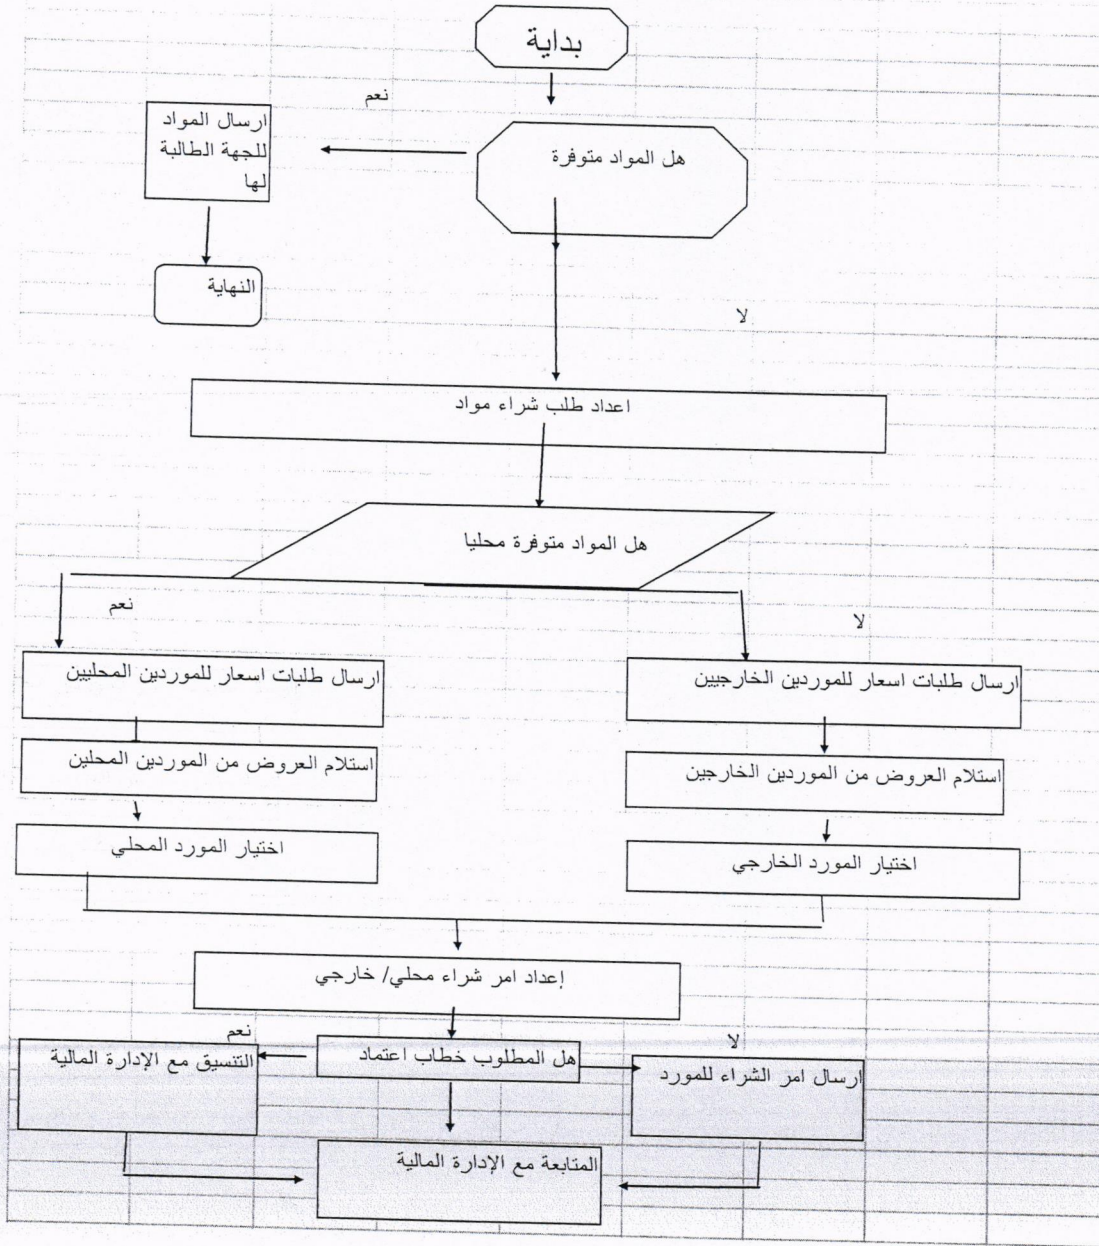 بداية
نعم
هل المواد متوفرة
ارسال المواد
للجهة الطالبة
لها
النهاية
لا
اعداد طلب شراء مواد
هل المواد متوفرة محليا
نعم
لا
ارسال طلبات اسعار للموردين الخارجيين
ارسال طلبات اسعار للموردين المحليين
استلام العروض من الموردين الخارجين
استلام العروض من الموردين المحلين
اختيار المورد الخارجي
اختيار المورد المحلي
إعداد امر شراء محلي/ خارجي
لا
نعم
هل المطلوب خطاب اعتماد
ارسال امر الشراء للمورد
التنسيق مع الإدارة المالية
المتابعة مع الإدارة المالية